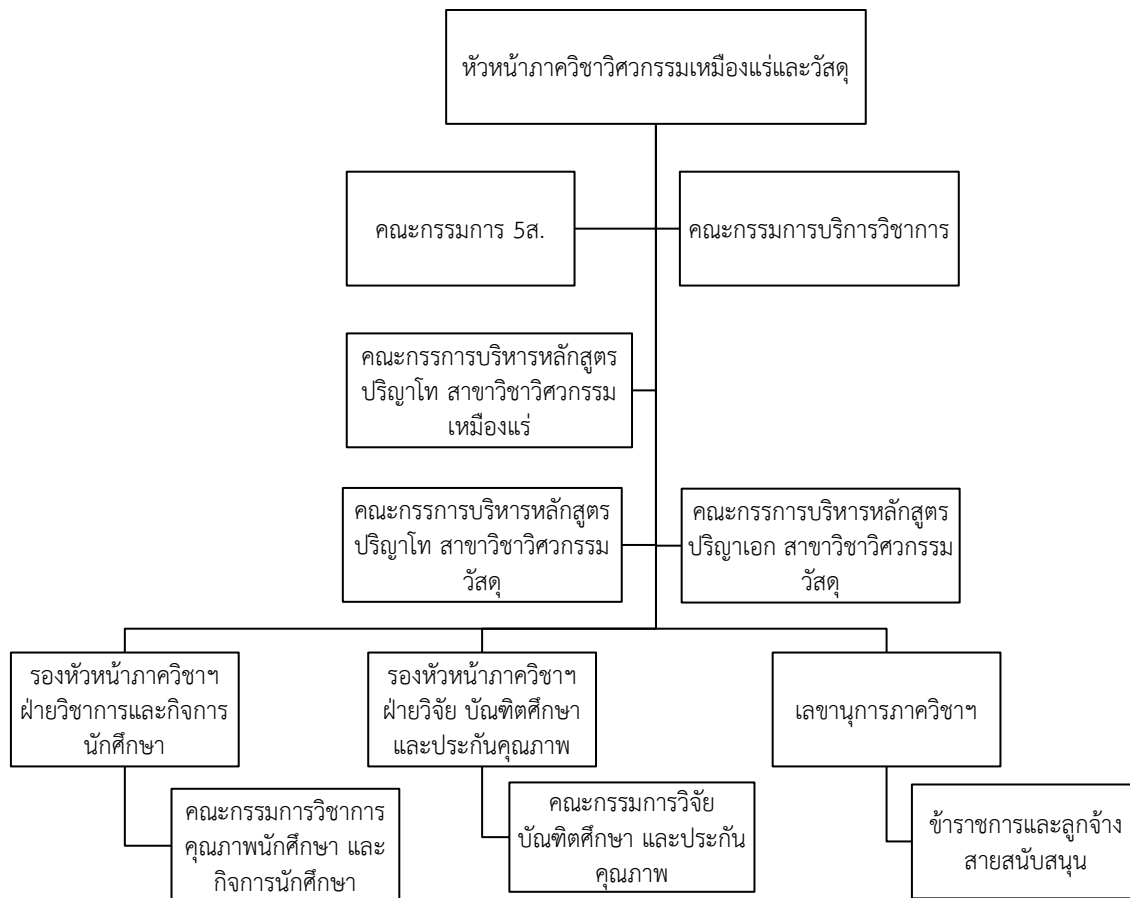 หัวหน้าภาควิชาวิศวกรรมเหมืองแร่และวัสดุ
คณะกรรมการ 5ส.
คณะกรรมการบริการวิชาการ
คณะกรรการบริหารหลักสูตร
ปริญาโท สาขาวิชาวิศวกรรม
เหมืองแร่
คณะกรรการบริหารหลักสูตร
ปริญาโท สาขาวิชาวิศวกรรม
วัสดุ
คณะกรรการบริหารหลักสูตร
ปริญาเอก สาขาวิชาวิศวกรรม
วัสดุ
รองหัวหน้าภาควิชาฯ
ฝ่ายวิชาการและกิจการ
นักศึกษา
รองหัวหน้าภาควิชาฯ
ฝ่ายวิจัย บัณฑิตศึกษา
และประกันคุณภาพ
เลขานุการภาควิชาฯ
คณะกรรมการวิชาการ
คุณภาพนักศึกษา และ
กิจการนักศึกษา
คณะกรรมการวิจัย
บัณฑิตศึกษา และประกัน
คุณภาพ
ข้าราชการและลูกจ้าง
สายสนับสนุน